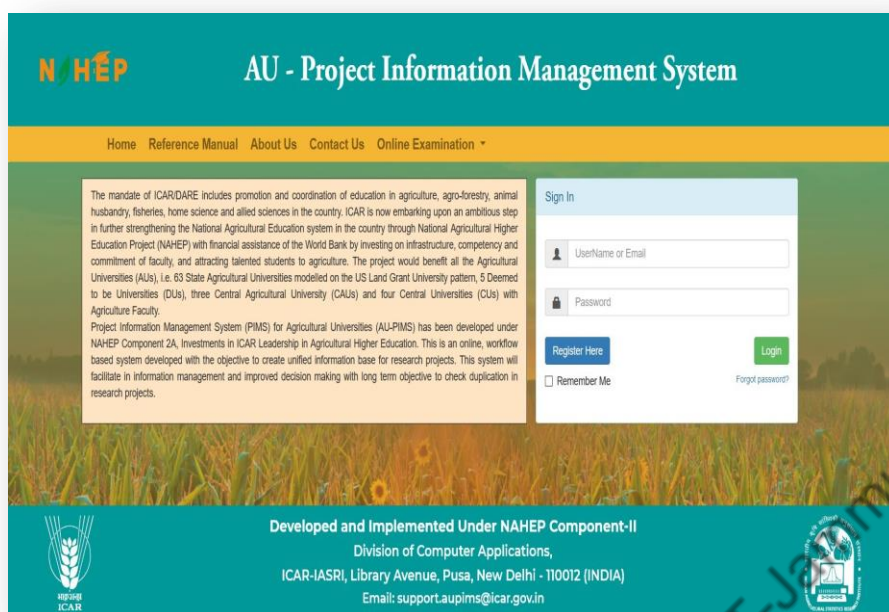 NAHEP
AU - Project Information Management System
Home Reference Manual About Us Contact Us Online Examination
The mandate of ICAR/DARE includes promotion and coordination of education in agriculture, agro-forestry, animal
husbandry, fisheries, home science and allied sciences in the country. ICAR is now embarking upon an ambitious step
in further strengthening the National Agricultural Education system in the country through National Agricultural Higher
Education Project (NAHEP) with financial assistance of the World Bank by investing on infrastructure, competency and
commitment of faculty, and attracting talented students to agriculture. The project would benefit all the Agricultural
Universities (AUs), i.e. 63 State Agricultural Universities modelled on the US Land Grant University pattern, 5 Deemed
to be Universities (DUs), three Central Agricultural University (CAUs) and four Central Universities (CUs) with
Agriculture Faculty.
Project Information Management System (PIMS) for Agricultural Universities (AU-PIMS) has been developed under
NAHEP Component 2A, Investments in ICAR Leadership in Agricultural Higher Education. This is an online, workflow
based system developed with the objective to create unified information base for research projects. This system will
facilitate in information management and improved decision making with long term objective to check duplication in
research projects.
Sign In
UserName or Email
Password
Register Here Login
Remember Me Forgot password?
Developed and Implemented Under NAHEP Component-II
Division of Computer Applications,
ICAR-IASRI, Library Avenue, Pusa, New Delhi - 110012 (INDIA)
Email: support.aupims@icar.gov.in
भाकृअनुप
ICAR